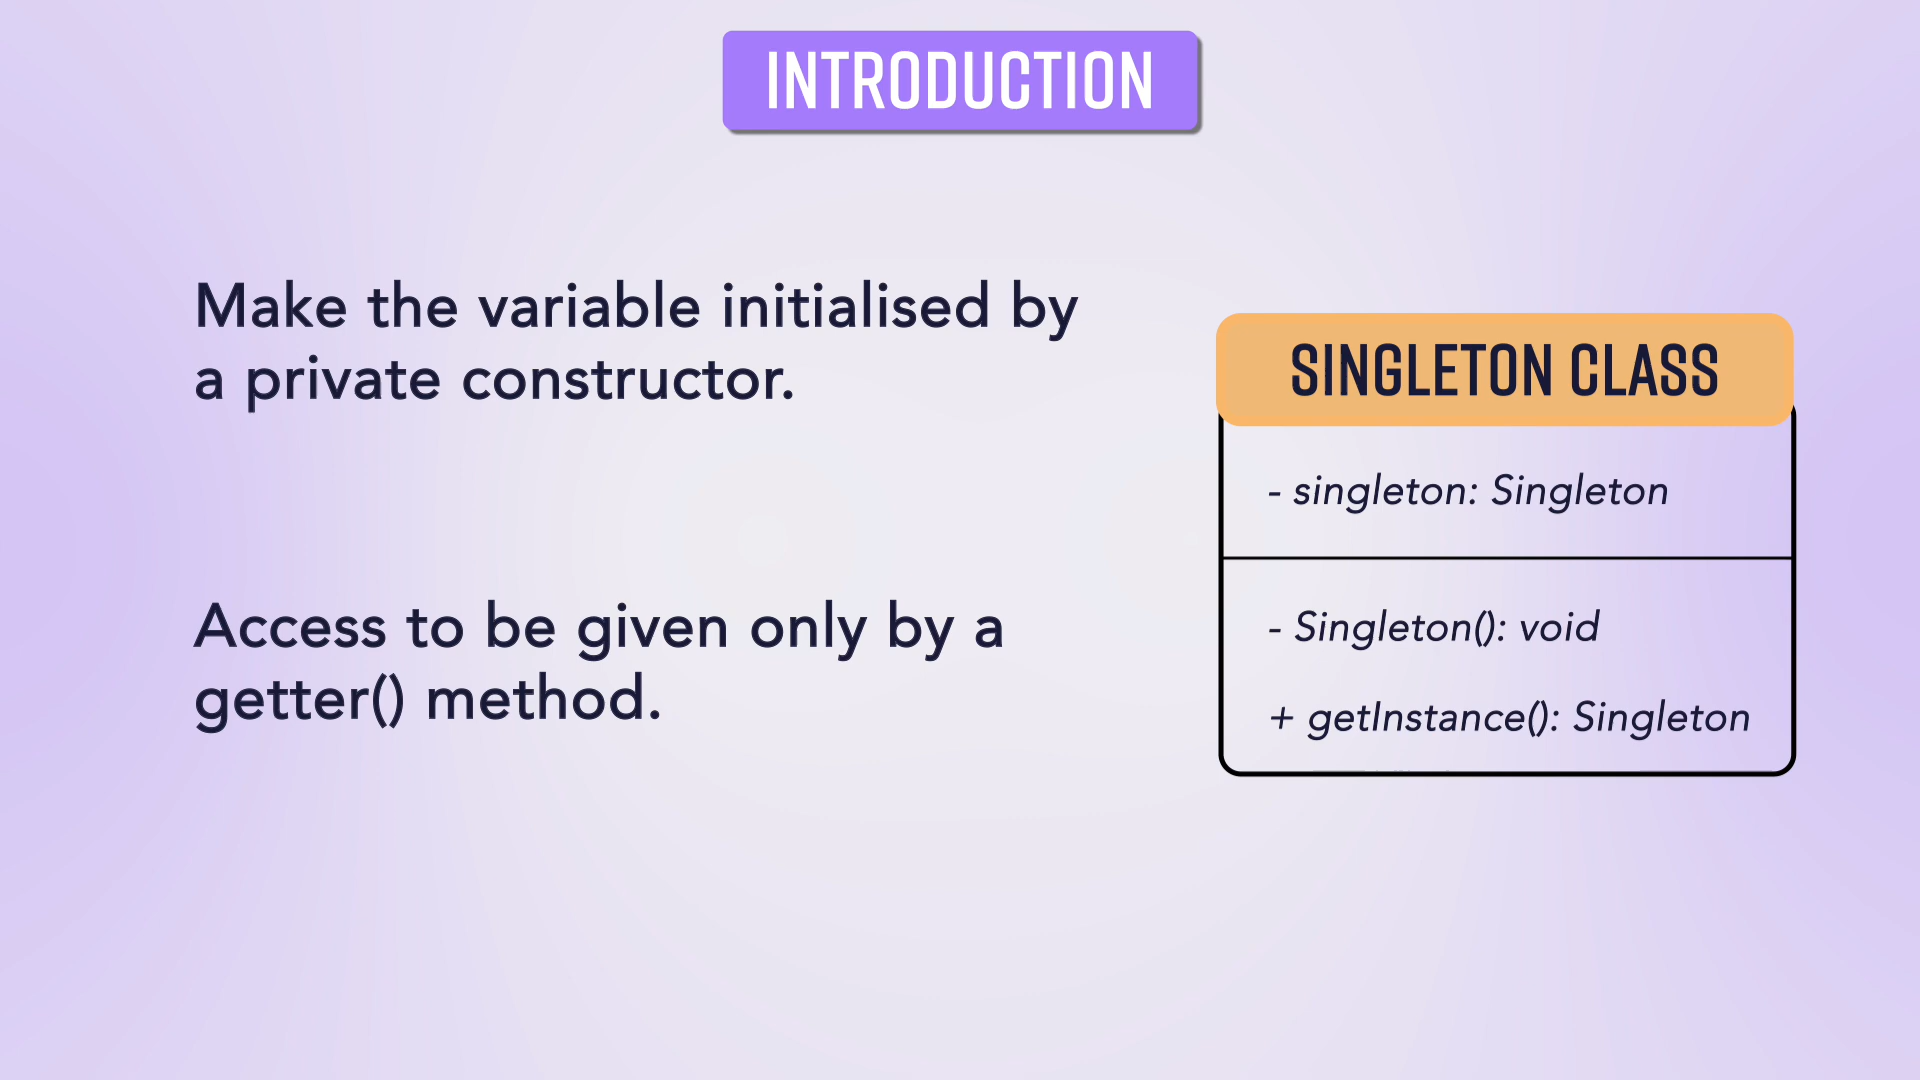 INTRODUCTION
Make the variable initialised by
a private constructor.
Access to be given only by a
getter() method.
SINGLETON CLASS
- singleton: Singleton
- Singleton(): void
+ getInstance(): Singleton